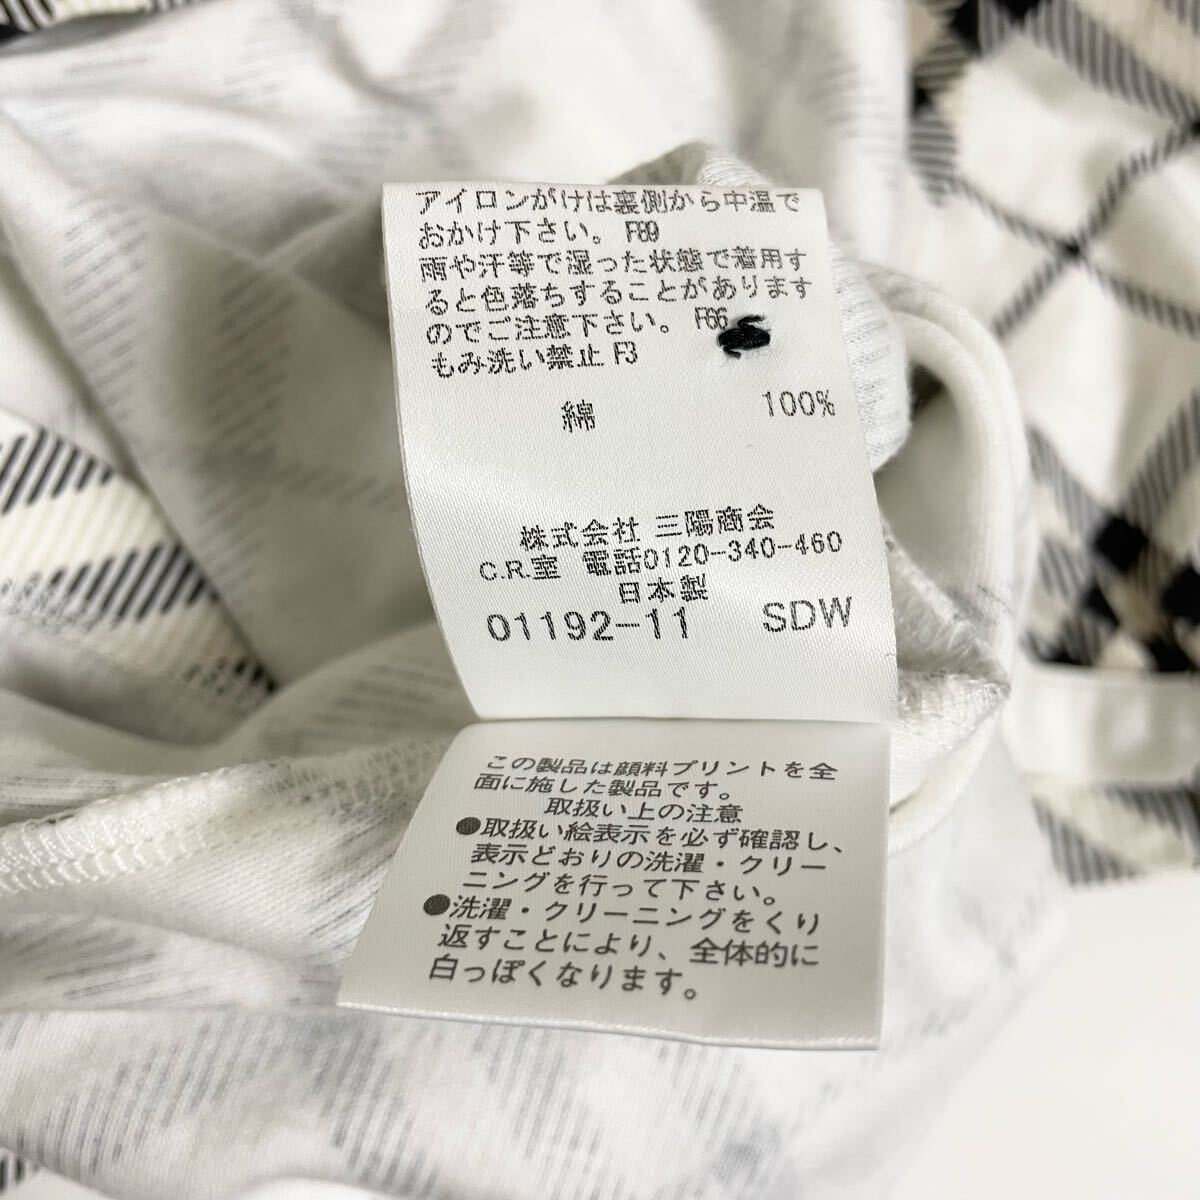 アイロンがけは裏側から中温で
おかけ下さい。 F89
雨や汗等で湿った状態で着用す
ると色落ちすることがあります
のでご注意下さい。 F66
もみ洗い禁止 F3
綿 100%
株式会社 三陽商会
C.R.室 電話0120-340-460
日本製
01192-11 SDW
この製品は顔料プリントを全
面に施した製品です。
取扱い上の注意
●取扱い絵表示を必ず確認し、
表示どおりの洗濯・クリー
ニングを行って下さい。
●洗濯・クリーニングをくり
返すことにより、全体的に
白っぽくなります。